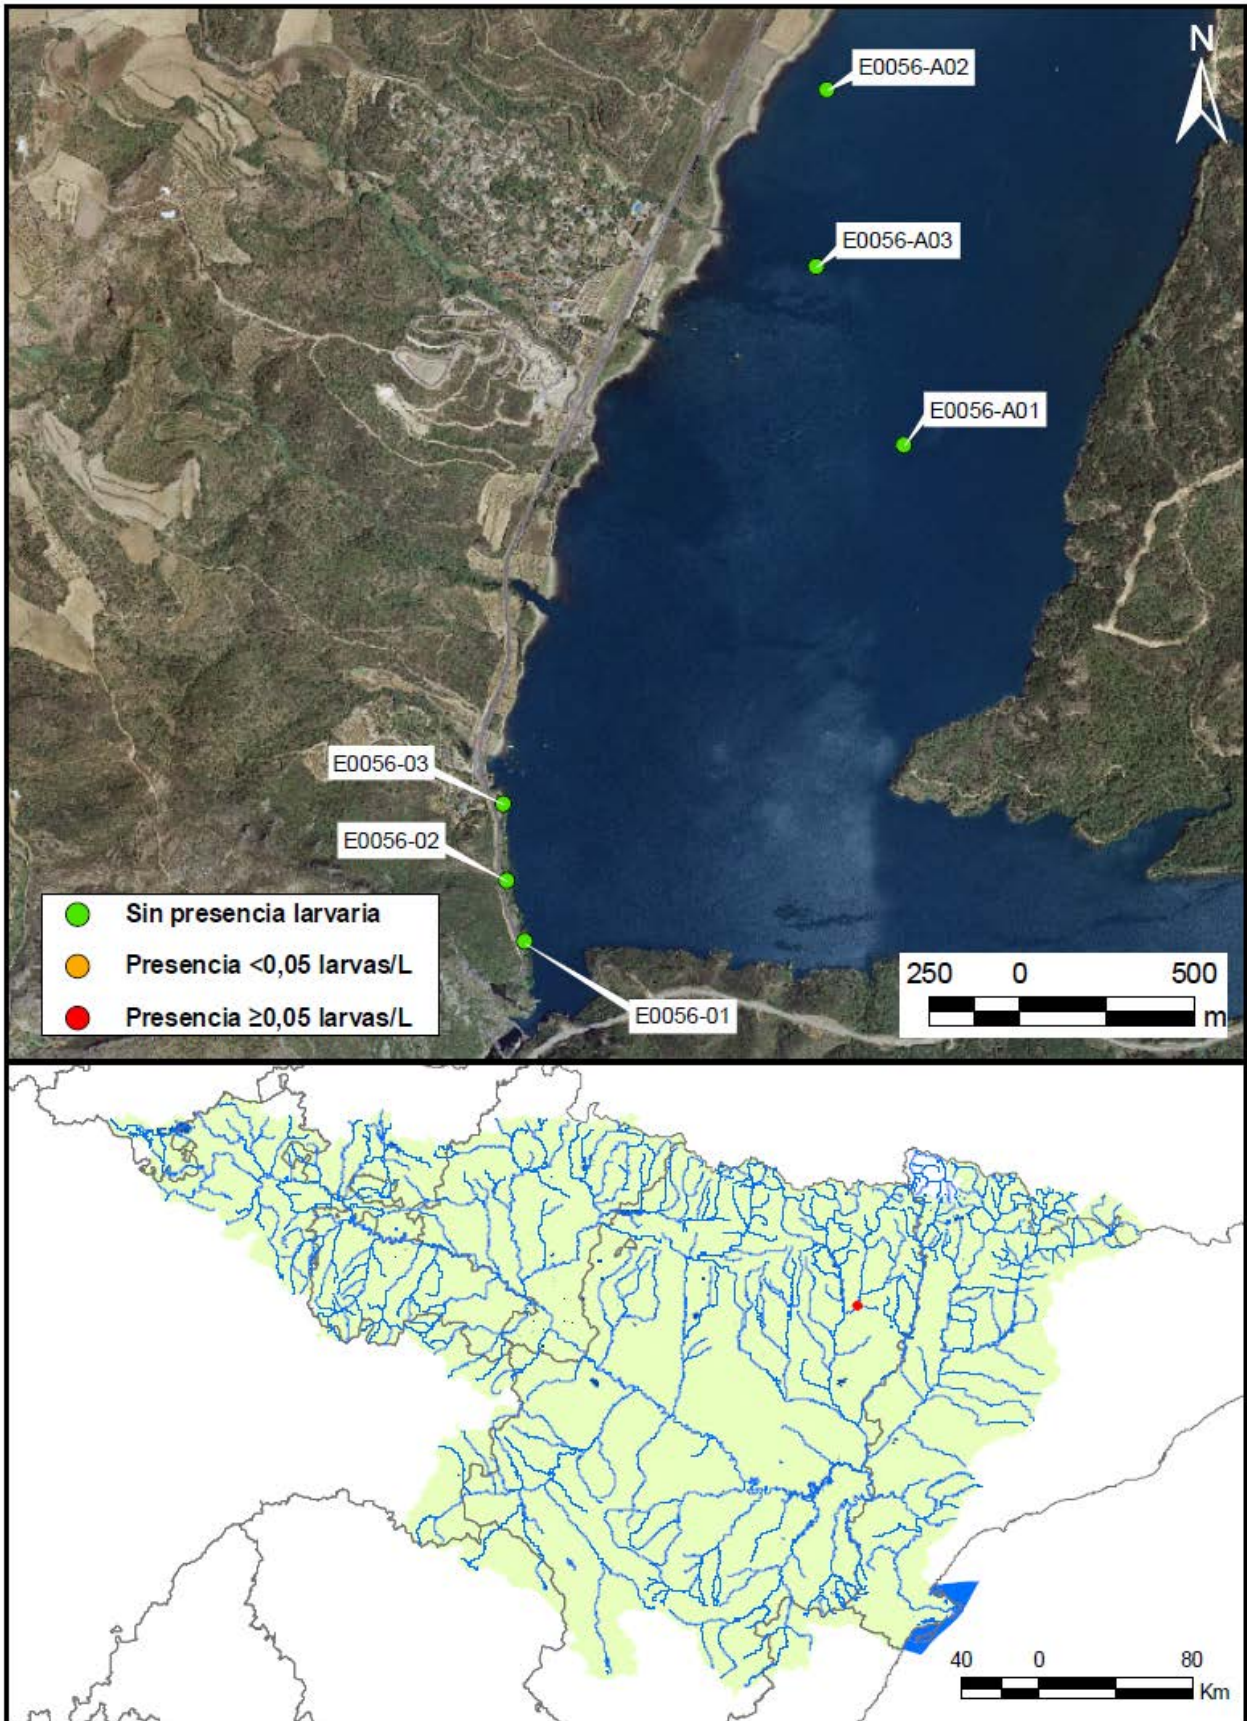 N
E0056-A02
E0056-A03
E0056-A01
E0056-03
E0056-02
E0056-01
Sin presencia larvaria
Presencia <0,05 larvas/L
Presencia ≥0,05 larvas/L
250 0 500
m
40 0 80
Km